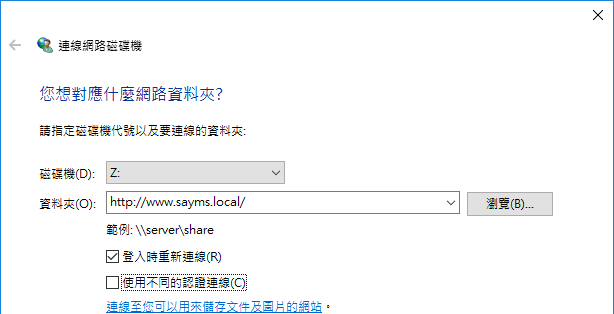 連線網路磁碟機
您想對應什麼網路資料夾?
請指定磁碟機代號以及要連線的資料夾:
磁碟機(D): Z:
資料夾(O): http://www.sayms.local/ 瀏覽(B)...
範例: \\server\share
登入時重新連線(R)
使用不同的認證連線(C)
連線至您可以用來儲存文件及圖片的網站。